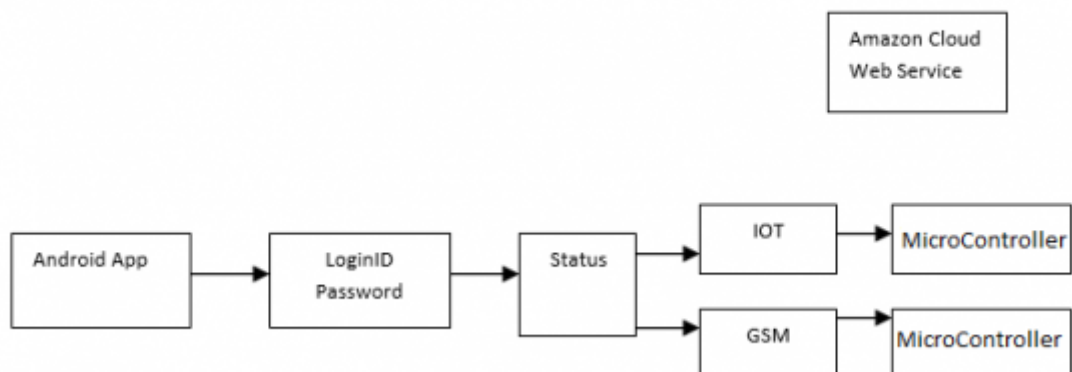 Amazon Cloud
Web Service
Android App
LoginID
Password
Status
IOT
MicroController
GSM
MicroController